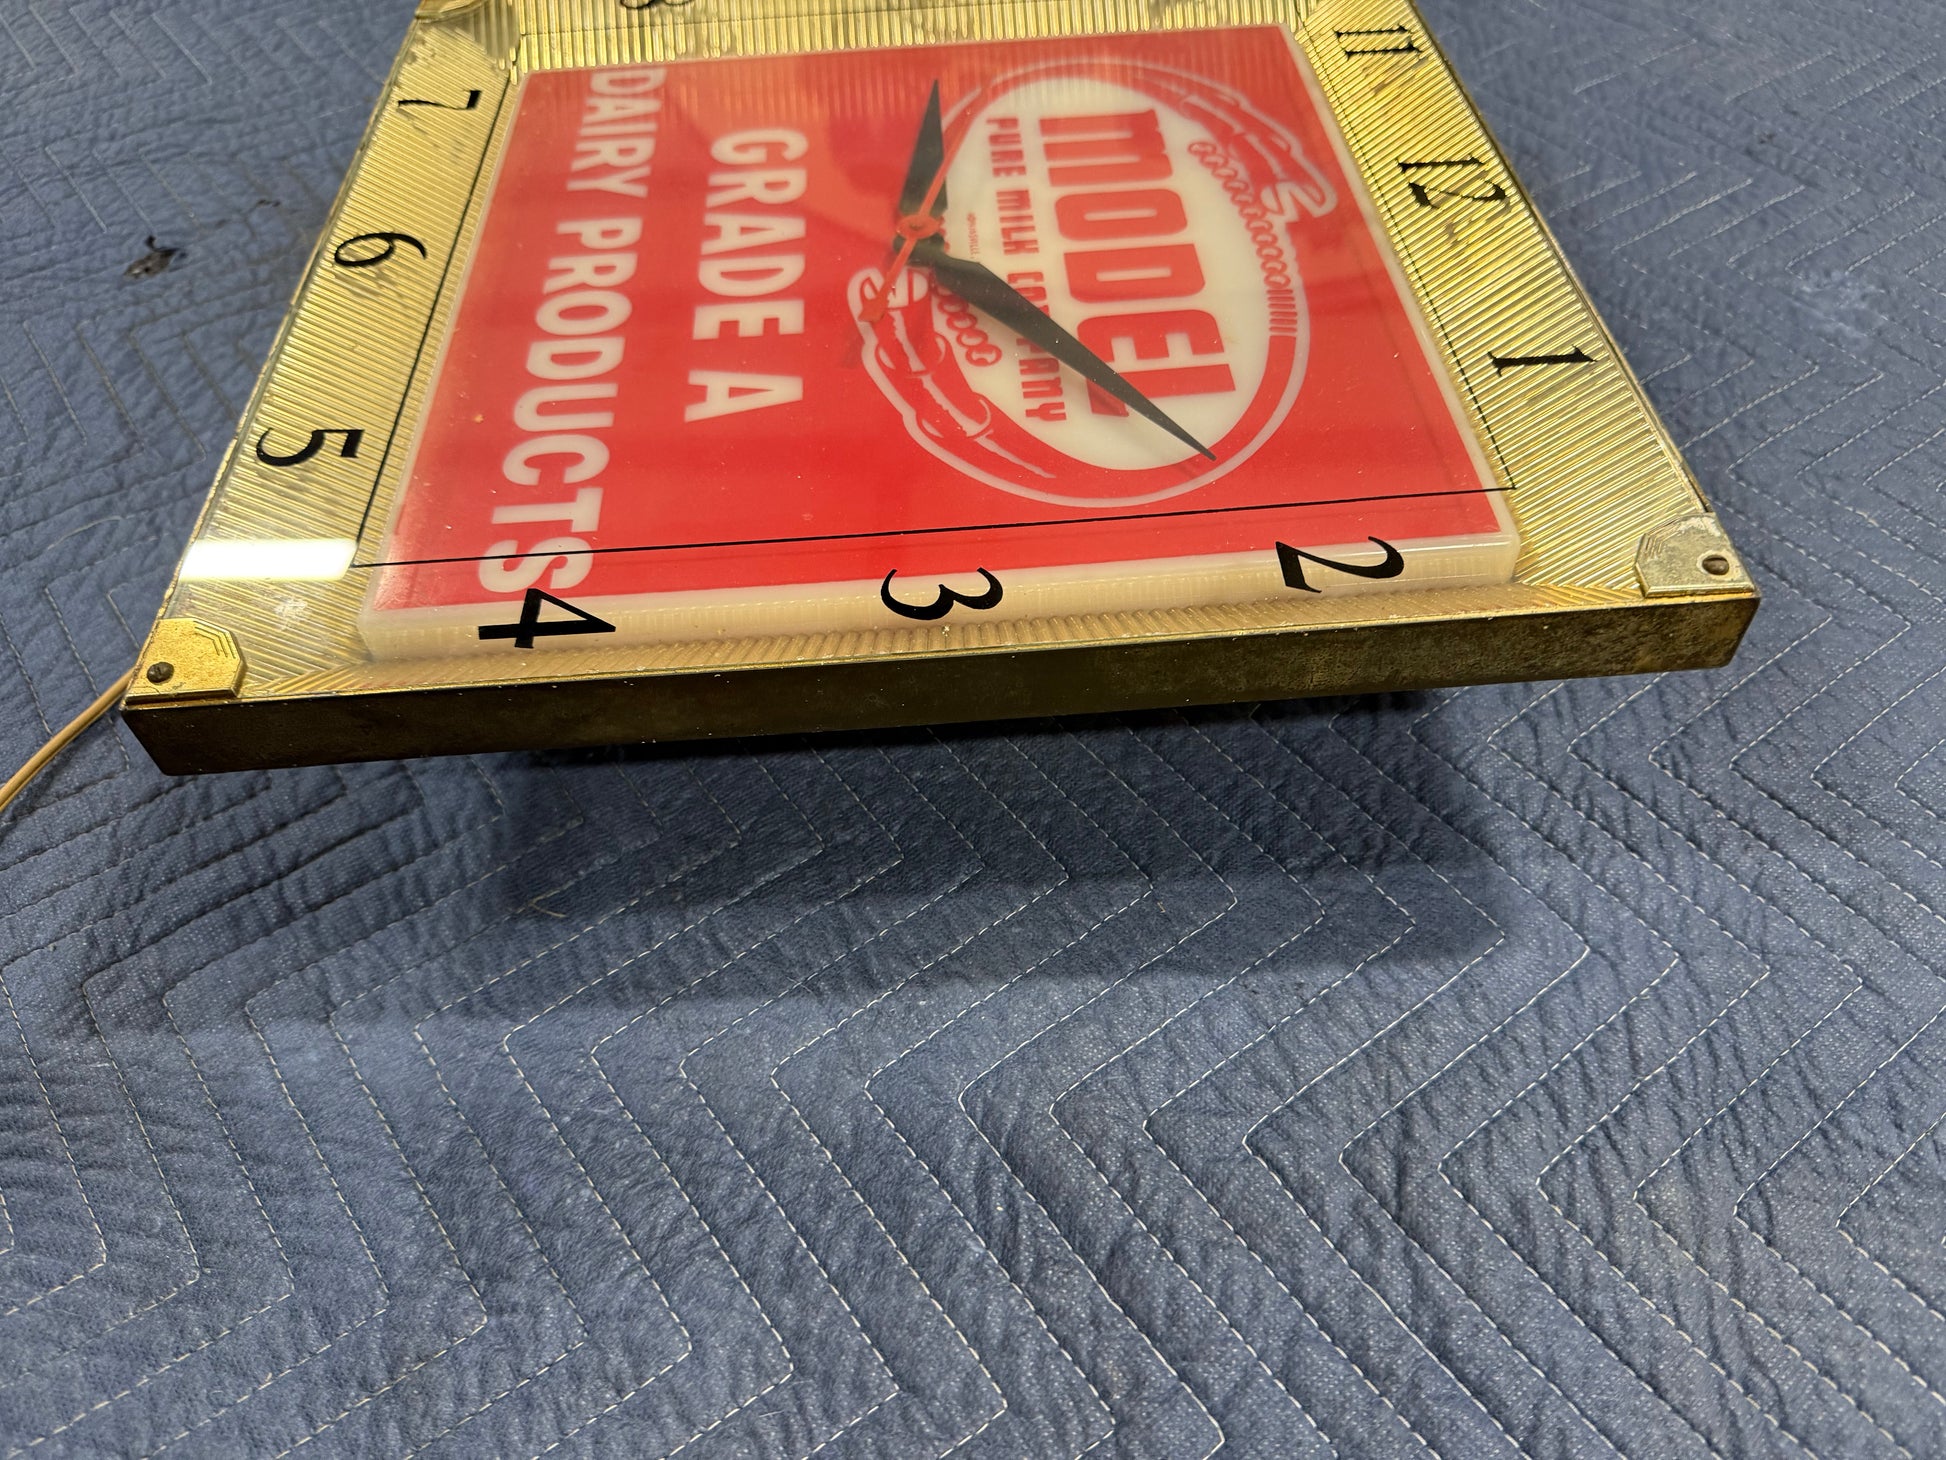 11
12
1
2
3
4
5
6
7
MODEL
PURE MILK COMPANY
GRADE A
DAIRY PRODUCTS